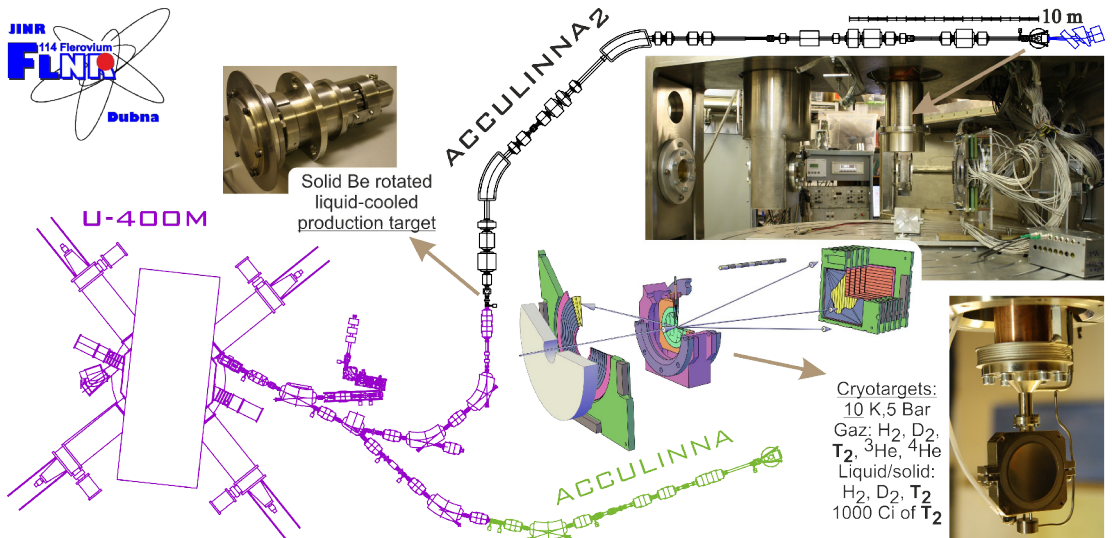 JINR
114 Flerovium
FLNR
Dubna
ACCULINNA2
10 m
Solid Be rotated
liquid-cooled
production target
U-400M
ACCULINNA
Cryotargets:
10 K,5 Bar
Gaz: H₂, D₂,
T₂, ³He, ⁴He
Liquid/solid:
H₂, D₂, T₂
1000 Ci of T₂